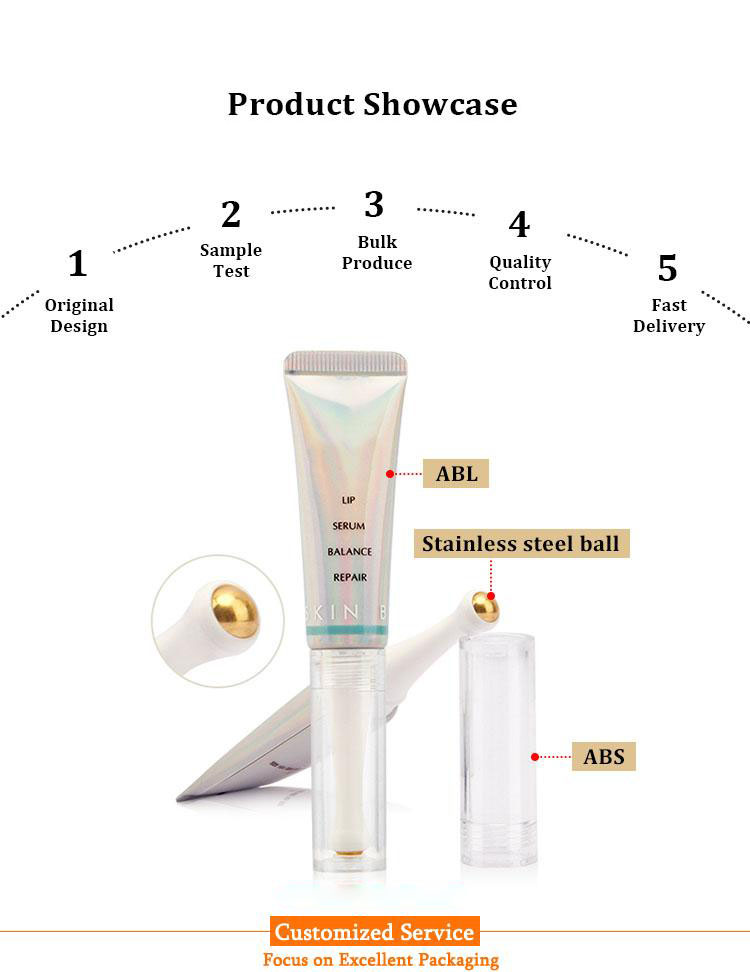 Product Showcase
1
Original
Design
2
Sample
Test
3
Bulk
Produce
4
Quality
Control
5
Fast
Delivery
ABL
LIP
SERUM
BALANCE
REPAIR
SKIN B
Stainless steel ball
ABS
Customized Service
Focus on Excellent Packaging